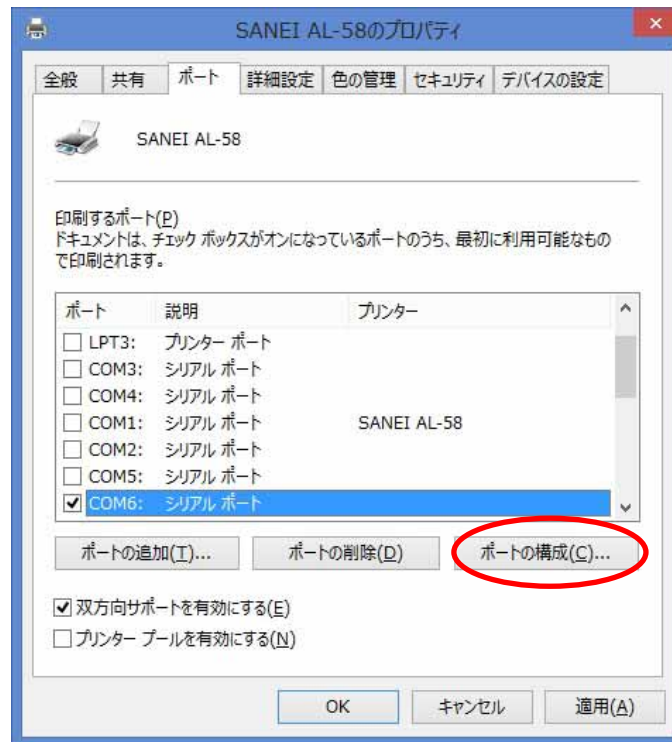 SANEI AL-58のプロパティ
全般 共有 ポート 詳細設定 色の管理 セキュリティ デバイスの設定
SANEI AL-58
印刷するポート(P)
ドキュメントは、チェック ボックスがオンになっているポートのうち、最初に利用可能なもの
で印刷されます。
ポート 説明 プリンター
LPT3: プリンター ポート
COM3: シリアル ポート
COM4: シリアル ポート
COM1: シリアル ポート SANEI AL-58
COM2: シリアル ポート
COM5: シリアル ポート
COM6: シリアル ポート
ポートの追加(T)... ポートの削除(D) ポートの構成(C)...
双方向サポートを有効にする(E)
プリンター プールを有効にする(N)
OK キャンセル 適用(A)